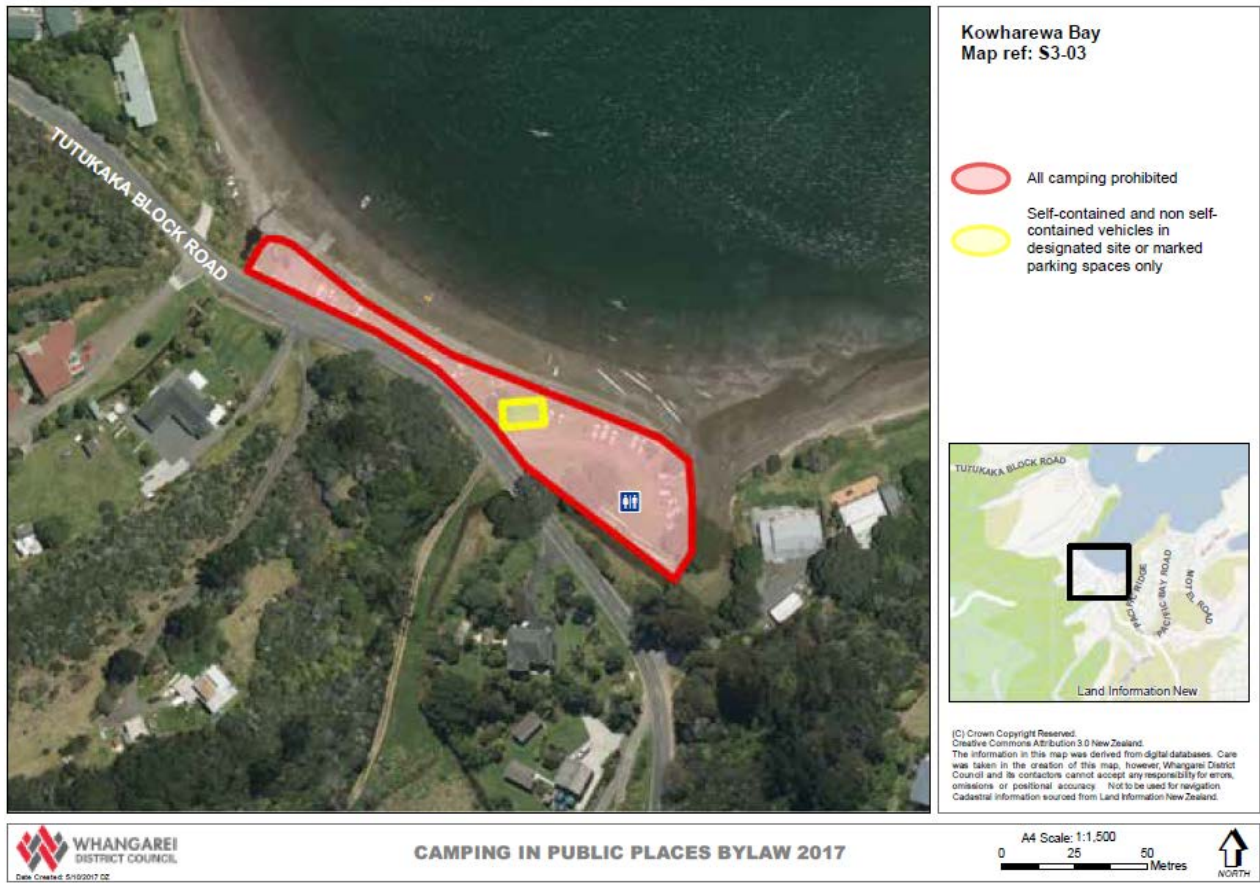 TUTUKAKA BLOCK ROAD
Kowharewa Bay
Map ref: S3-03
All camping prohibited
Self-contained and non self-
contained vehicles in
designated site or marked
parking spaces only
TUTUKAKA BLOCK ROAD
PACIFIC RIDGE
PACIFIC BAY ROAD
MOTEL ROAD
Land Information New
(C) Crown Copyright Reserved.
Creative Commons Attribution 3.0 New Zealand.
The information in this map was derived from digital databases. Care
was taken in the creation of this map, however, Whangarei District
Council and its contactors cannot accept any responsibility for errors,
omissions or positional accuracy. Not to be used for navigation.
Cadastral information sourced from Land Information New Zealand.
WHANGAREI
DISTRICT COUNCIL
Date Created: 5/10/2017 DZ
CAMPING IN PUBLIC PLACES BYLAW 2017
A4 Scale: 1:1,500
0 25 50
Metres
NORTH